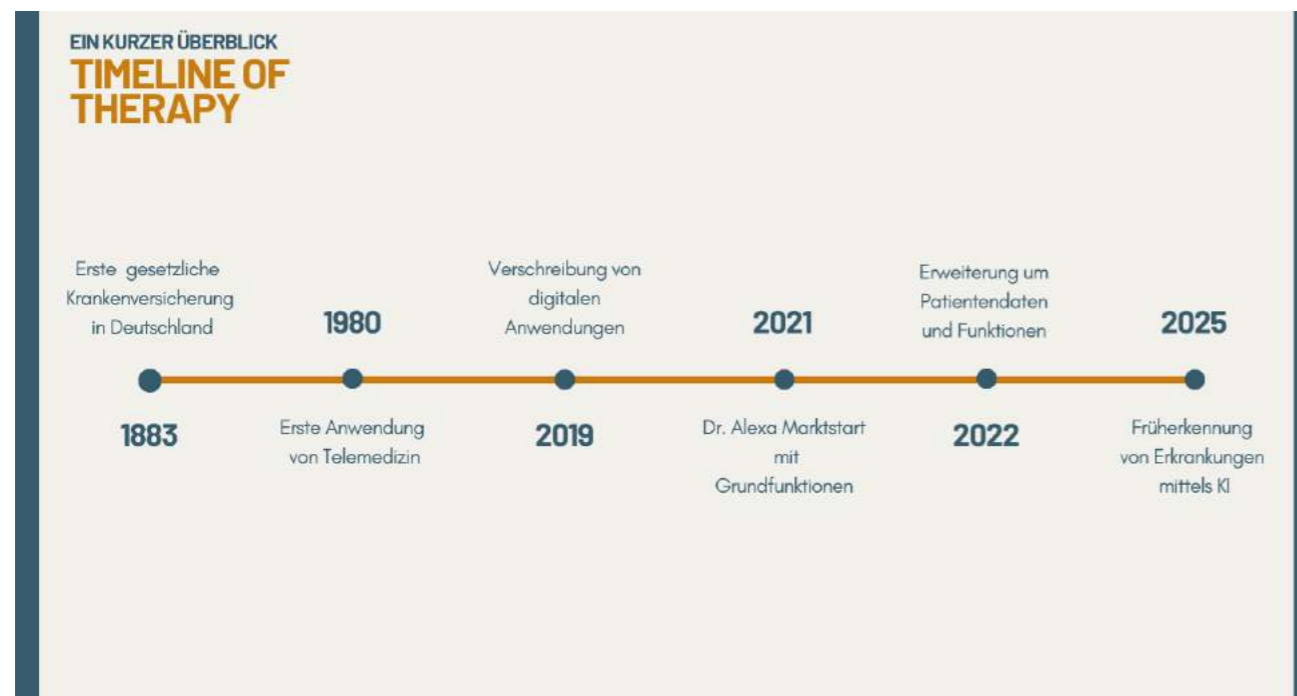 EIN KURZER ÜBERBLICK
TIMELINE OF
THERAPY
Erste gesetzliche
Krankenversicherung
in Deutschland
1883
1980
Erste Anwendung
von Telemedizin
Verschreibung von
digitalen
Anwendungen
2019
2021
Dr. Alexa Marktstart
mit
Grundfunktionen
Erweiterung um
Patientendaten
und Funktionen
2022
2025
Früherkennung
von Erkrankungen
mittels KI